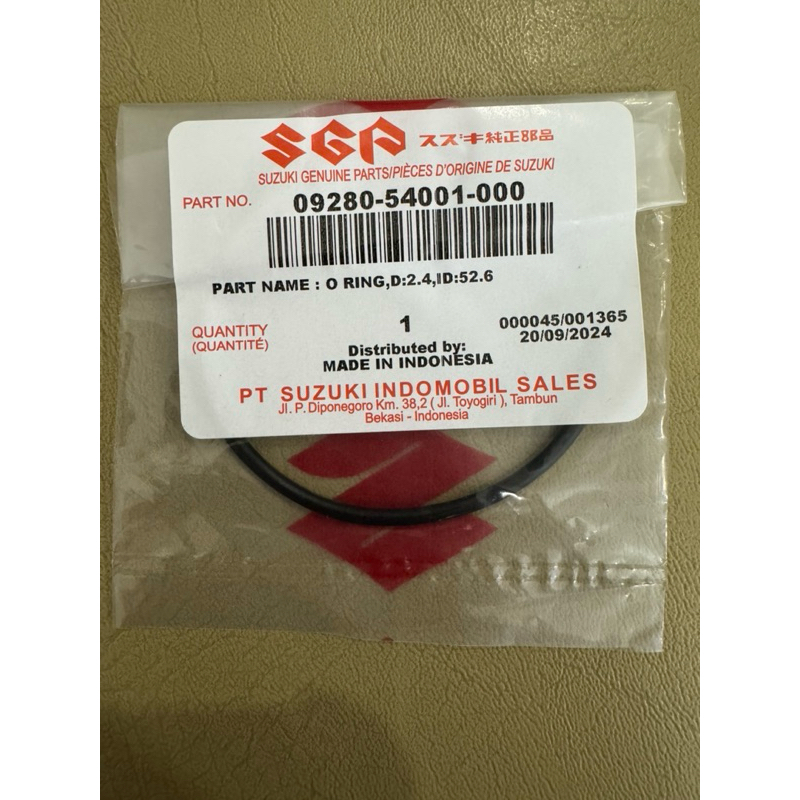 SGP スズキ純正部品
SUZUKI GENUINE PARTS/PIÈCES D'ORIGINE DE SUZUKI
PART NO. 09280-54001-000
PART NAME : O RING,D:2.4,ID:52.6
QUANTITY 1 000045/001365
(QUANTITÉ) 20/09/2024
Distributed by:
MADE IN INDONESIA
PT SUZUKI INDOMOBIL SALES
Jl. P. Diponegoro Km. 38,2 ( Jl. Toyogiri ), Tambun
Bekasi - Indonesia